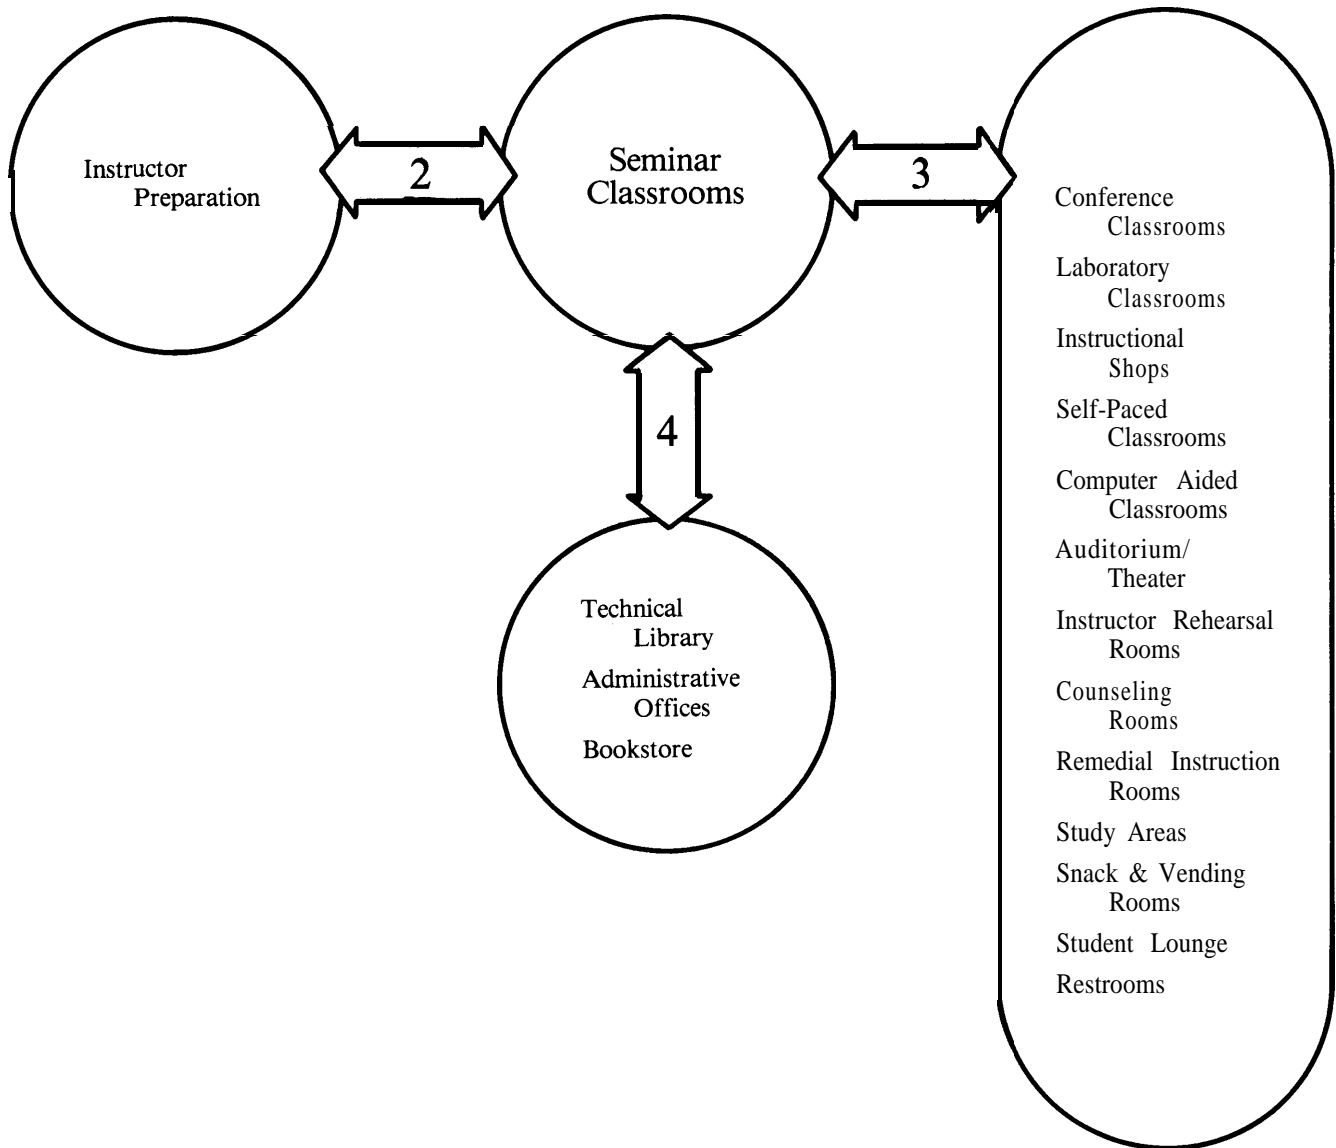 Instructor
Preparation
2
Seminar
Classrooms
3
Conference
Classrooms
Laboratory
Classrooms
Instructional
Shops
Self-Paced
Classrooms
Computer Aided
Classrooms
Auditorium/
Theater
Instructor Rehearsal
Rooms
Counseling
Rooms
Remedial Instruction
Rooms
Study Areas
Snack & Vending
Rooms
Student Lounge
Restrooms
4
Technical
Library
Administrative
Offices
Bookstore